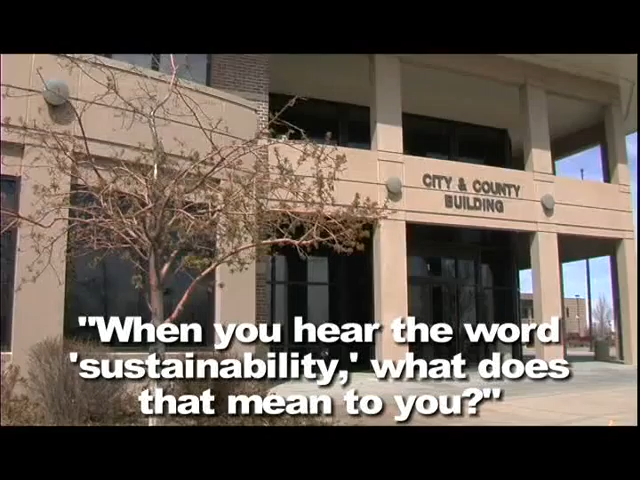 CITY & COUNTY
BUILDING
"When you hear the word
'sustainability,' what does
that mean to you?"